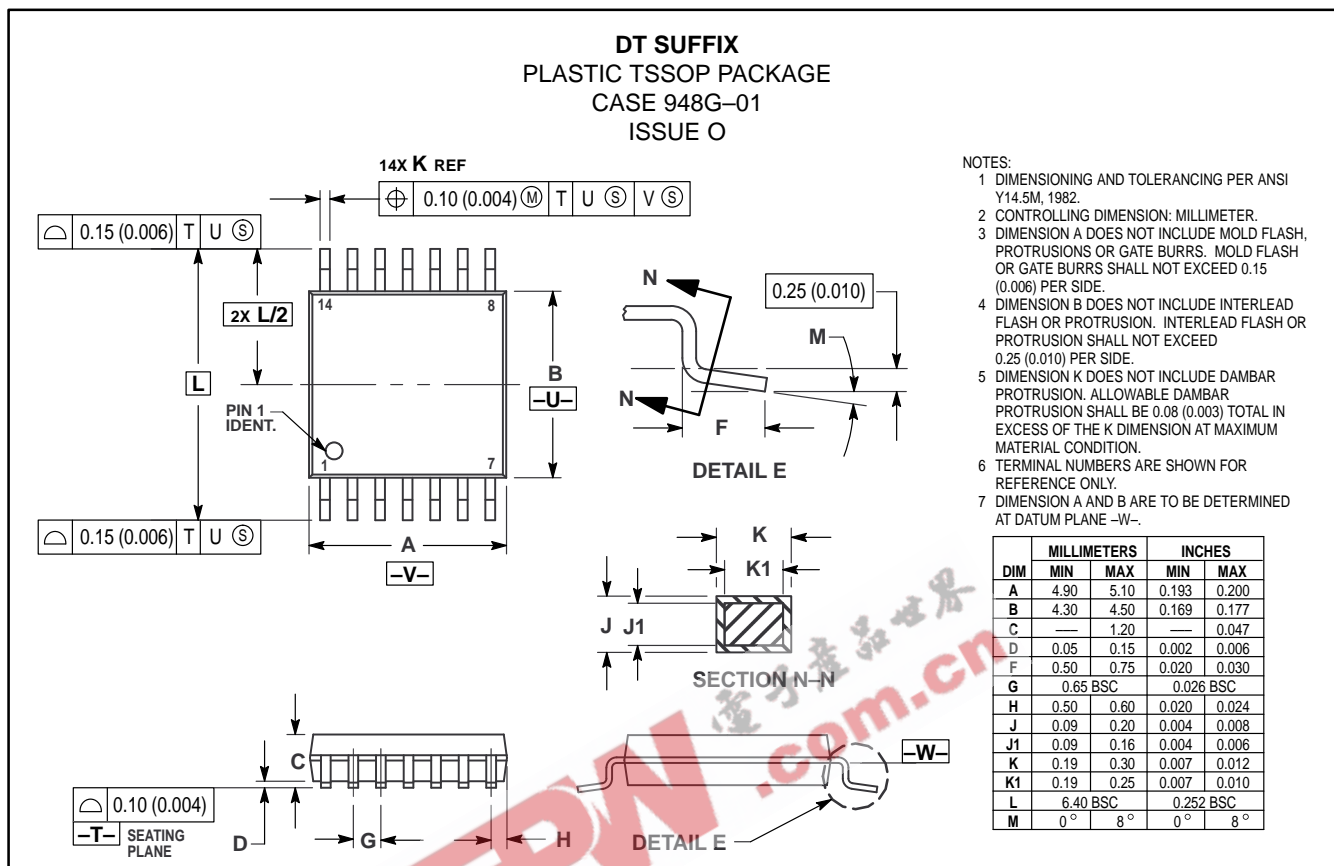 DT SUFFIX
PLASTIC TSSOP PACKAGE
CASE 948G–01
ISSUE O
14X K REF
⌖ 0.10 (0.004) Ⓜ T U Ⓢ V Ⓢ
⌓ 0.15 (0.006) T U Ⓢ
14
8
2X L/2
L
B
–U–
PIN 1
IDENT.
1
7
⌓ 0.15 (0.006) T U Ⓢ
A
–V–
N
0.25 (0.010)
M
N
F
DETAIL E
K
K1
J
J1
SECTION N–N
C
⌓ 0.10 (0.004)
–T– SEATING
PLANE
D
G
H
–W–
DETAIL E
NOTES:
1 DIMENSIONING AND TOLERANCING PER ANSI
Y14.5M, 1982.
2 CONTROLLING DIMENSION: MILLIMETER.
3 DIMENSION A DOES NOT INCLUDE MOLD FLASH,
PROTRUSIONS OR GATE BURRS. MOLD FLASH
OR GATE BURRS SHALL NOT EXCEED 0.15
(0.006) PER SIDE.
4 DIMENSION B DOES NOT INCLUDE INTERLEAD
FLASH OR PROTRUSION. INTERLEAD FLASH OR
PROTRUSION SHALL NOT EXCEED
0.25 (0.010) PER SIDE.
5 DIMENSION K DOES NOT INCLUDE DAMBAR
PROTRUSION. ALLOWABLE DAMBAR
PROTRUSION SHALL BE 0.08 (0.003) TOTAL IN
EXCESS OF THE K DIMENSION AT MAXIMUM
MATERIAL CONDITION.
6 TERMINAL NUMBERS ARE SHOWN FOR
REFERENCE ONLY.
7 DIMENSION A AND B ARE TO BE DETERMINED
AT DATUM PLANE –W–.
MILLIMETERS INCHES
DIM MIN MAX MIN MAX
A 4.90 5.10 0.193 0.200
B 4.30 4.50 0.169 0.177
C — 1.20 — 0.047
D 0.05 0.15 0.002 0.006
F 0.50 0.75 0.020 0.030
G 0.65 BSC 0.026 BSC
H 0.50 0.60 0.020 0.024
J 0.09 0.20 0.004 0.008
J1 0.09 0.16 0.004 0.006
K 0.19 0.30 0.007 0.012
K1 0.19 0.25 0.007 0.010
L 6.40 BSC 0.252 BSC
M 0° 8° 0° 8°
電子產品世界
.com.cn